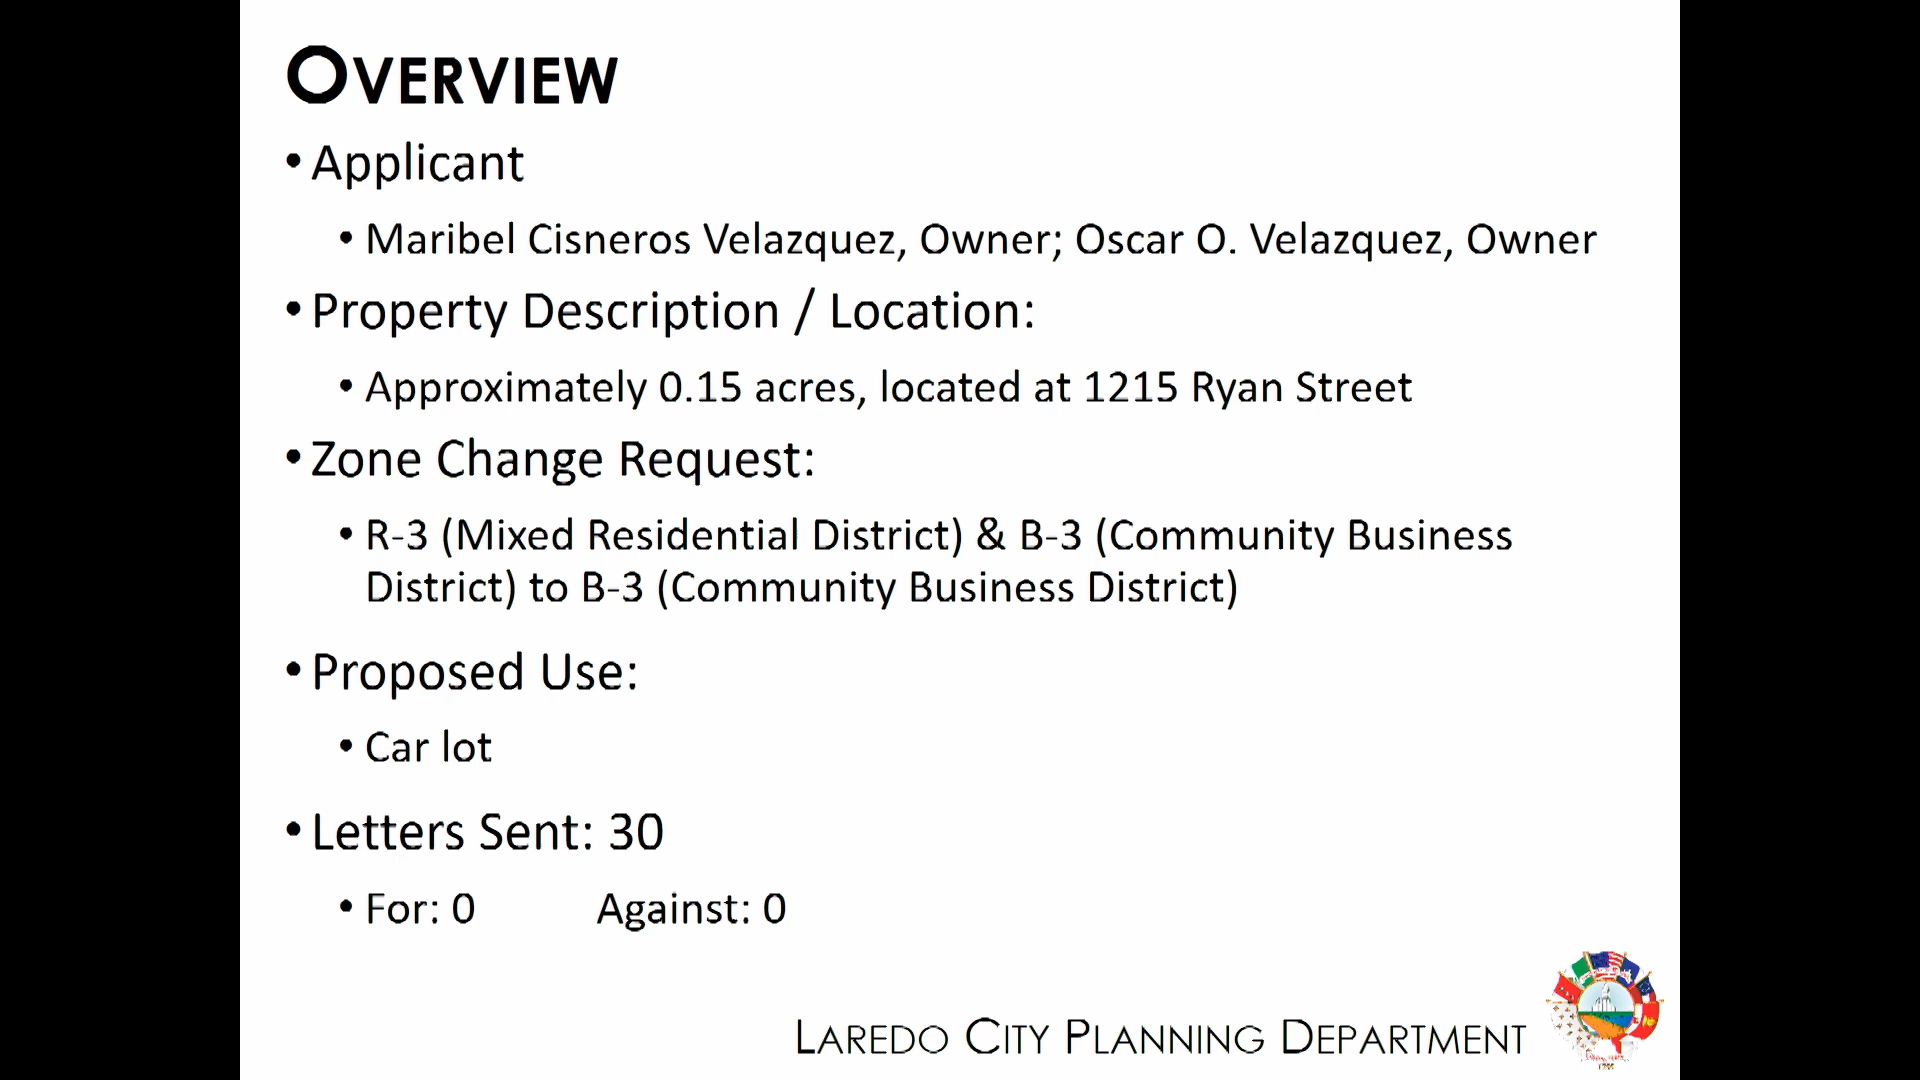 OVERVIEW
• Applicant
• Maribel Cisneros Velazquez, Owner; Oscar O. Velazquez, Owner
• Property Description / Location:
• Approximately 0.15 acres, located at 1215 Ryan Street
• Zone Change Request:
• R-3 (Mixed Residential District) & B-3 (Community Business
District) to B-3 (Community Business District)
• Proposed Use:
• Car lot
• Letters Sent: 30
• For: 0 Against: 0
LAREDO CITY PLANNING DEPARTMENT